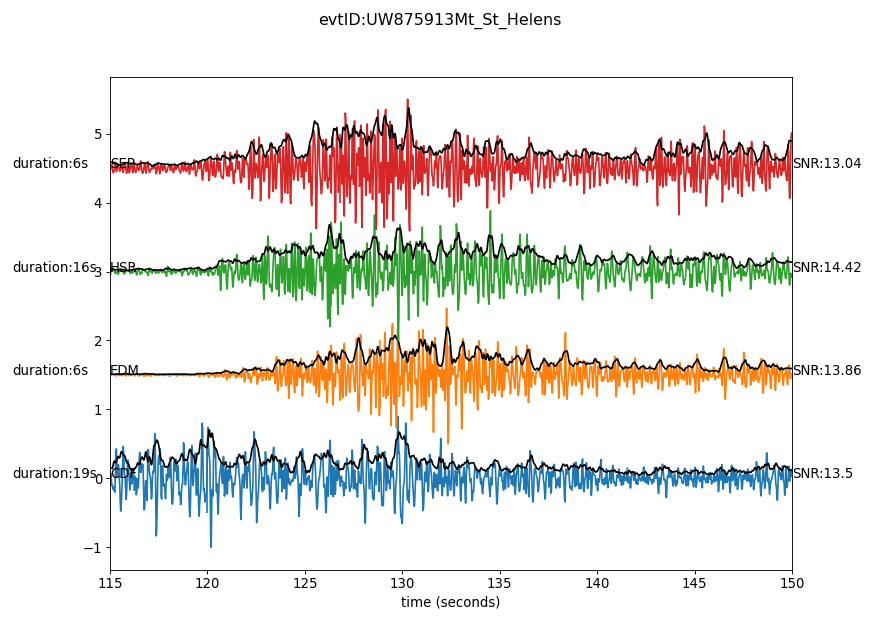 evtID:UW875913Mt_St_Helens
5
duration:6s SEP SNR:13.04
4
duration:16s 3 HSR SNR:14.42
2
duration:6s EDM SNR:13.86
1
duration:19s 0 CDF SNR:13.5
−1
115 120 125 130 135 140 145 150
time (seconds)